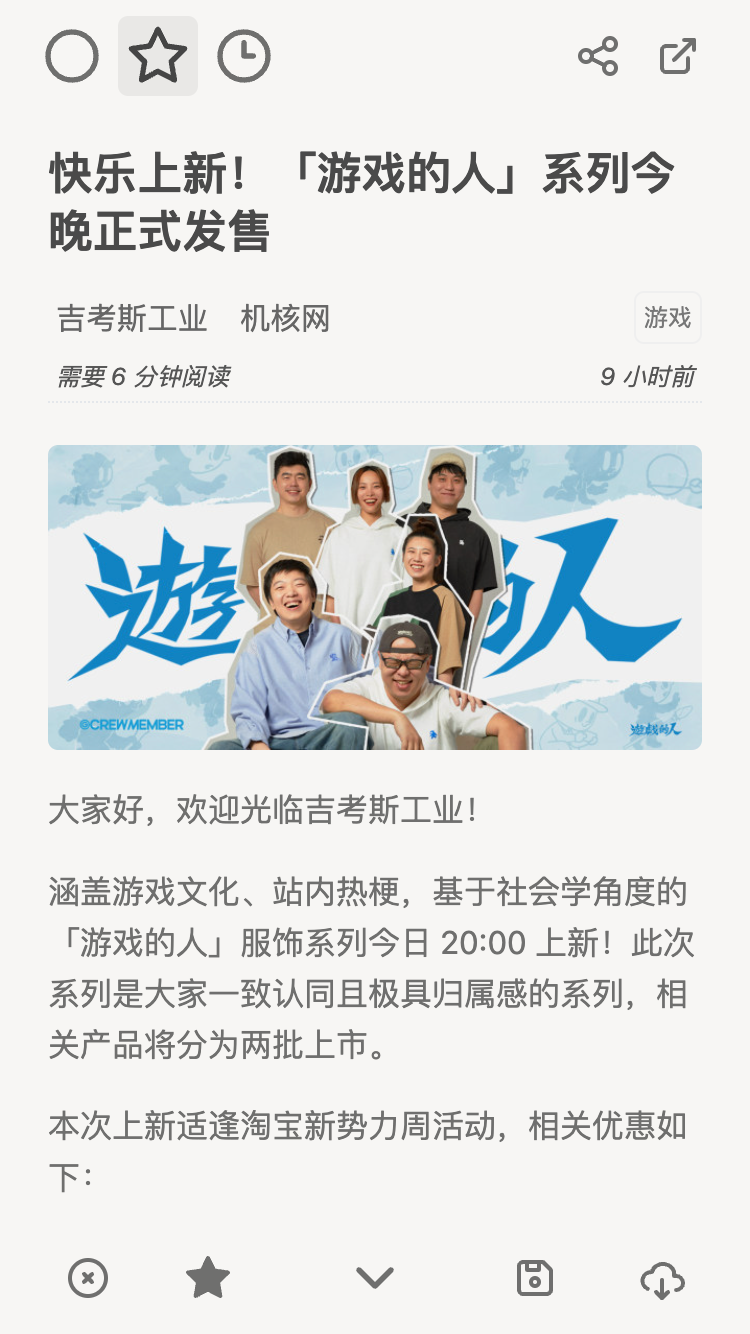 快乐上新！「游戏的人」系列今
晚正式发售
吉考斯工业 机核网
游戏
需要 6 分钟阅读
9 小时前
遊
的人
©CREWMEMBER
遊戲的人
大家好，欢迎光临吉考斯工业！
涵盖游戏文化、站内热梗，基于社会学角度的
「游戏的人」服饰系列今日 20:00 上新！此次
系列是大家一致认同且极具归属感的系列，相
关产品将分为两批上市。
本次上新适逢淘宝新势力周活动，相关优惠如
下：